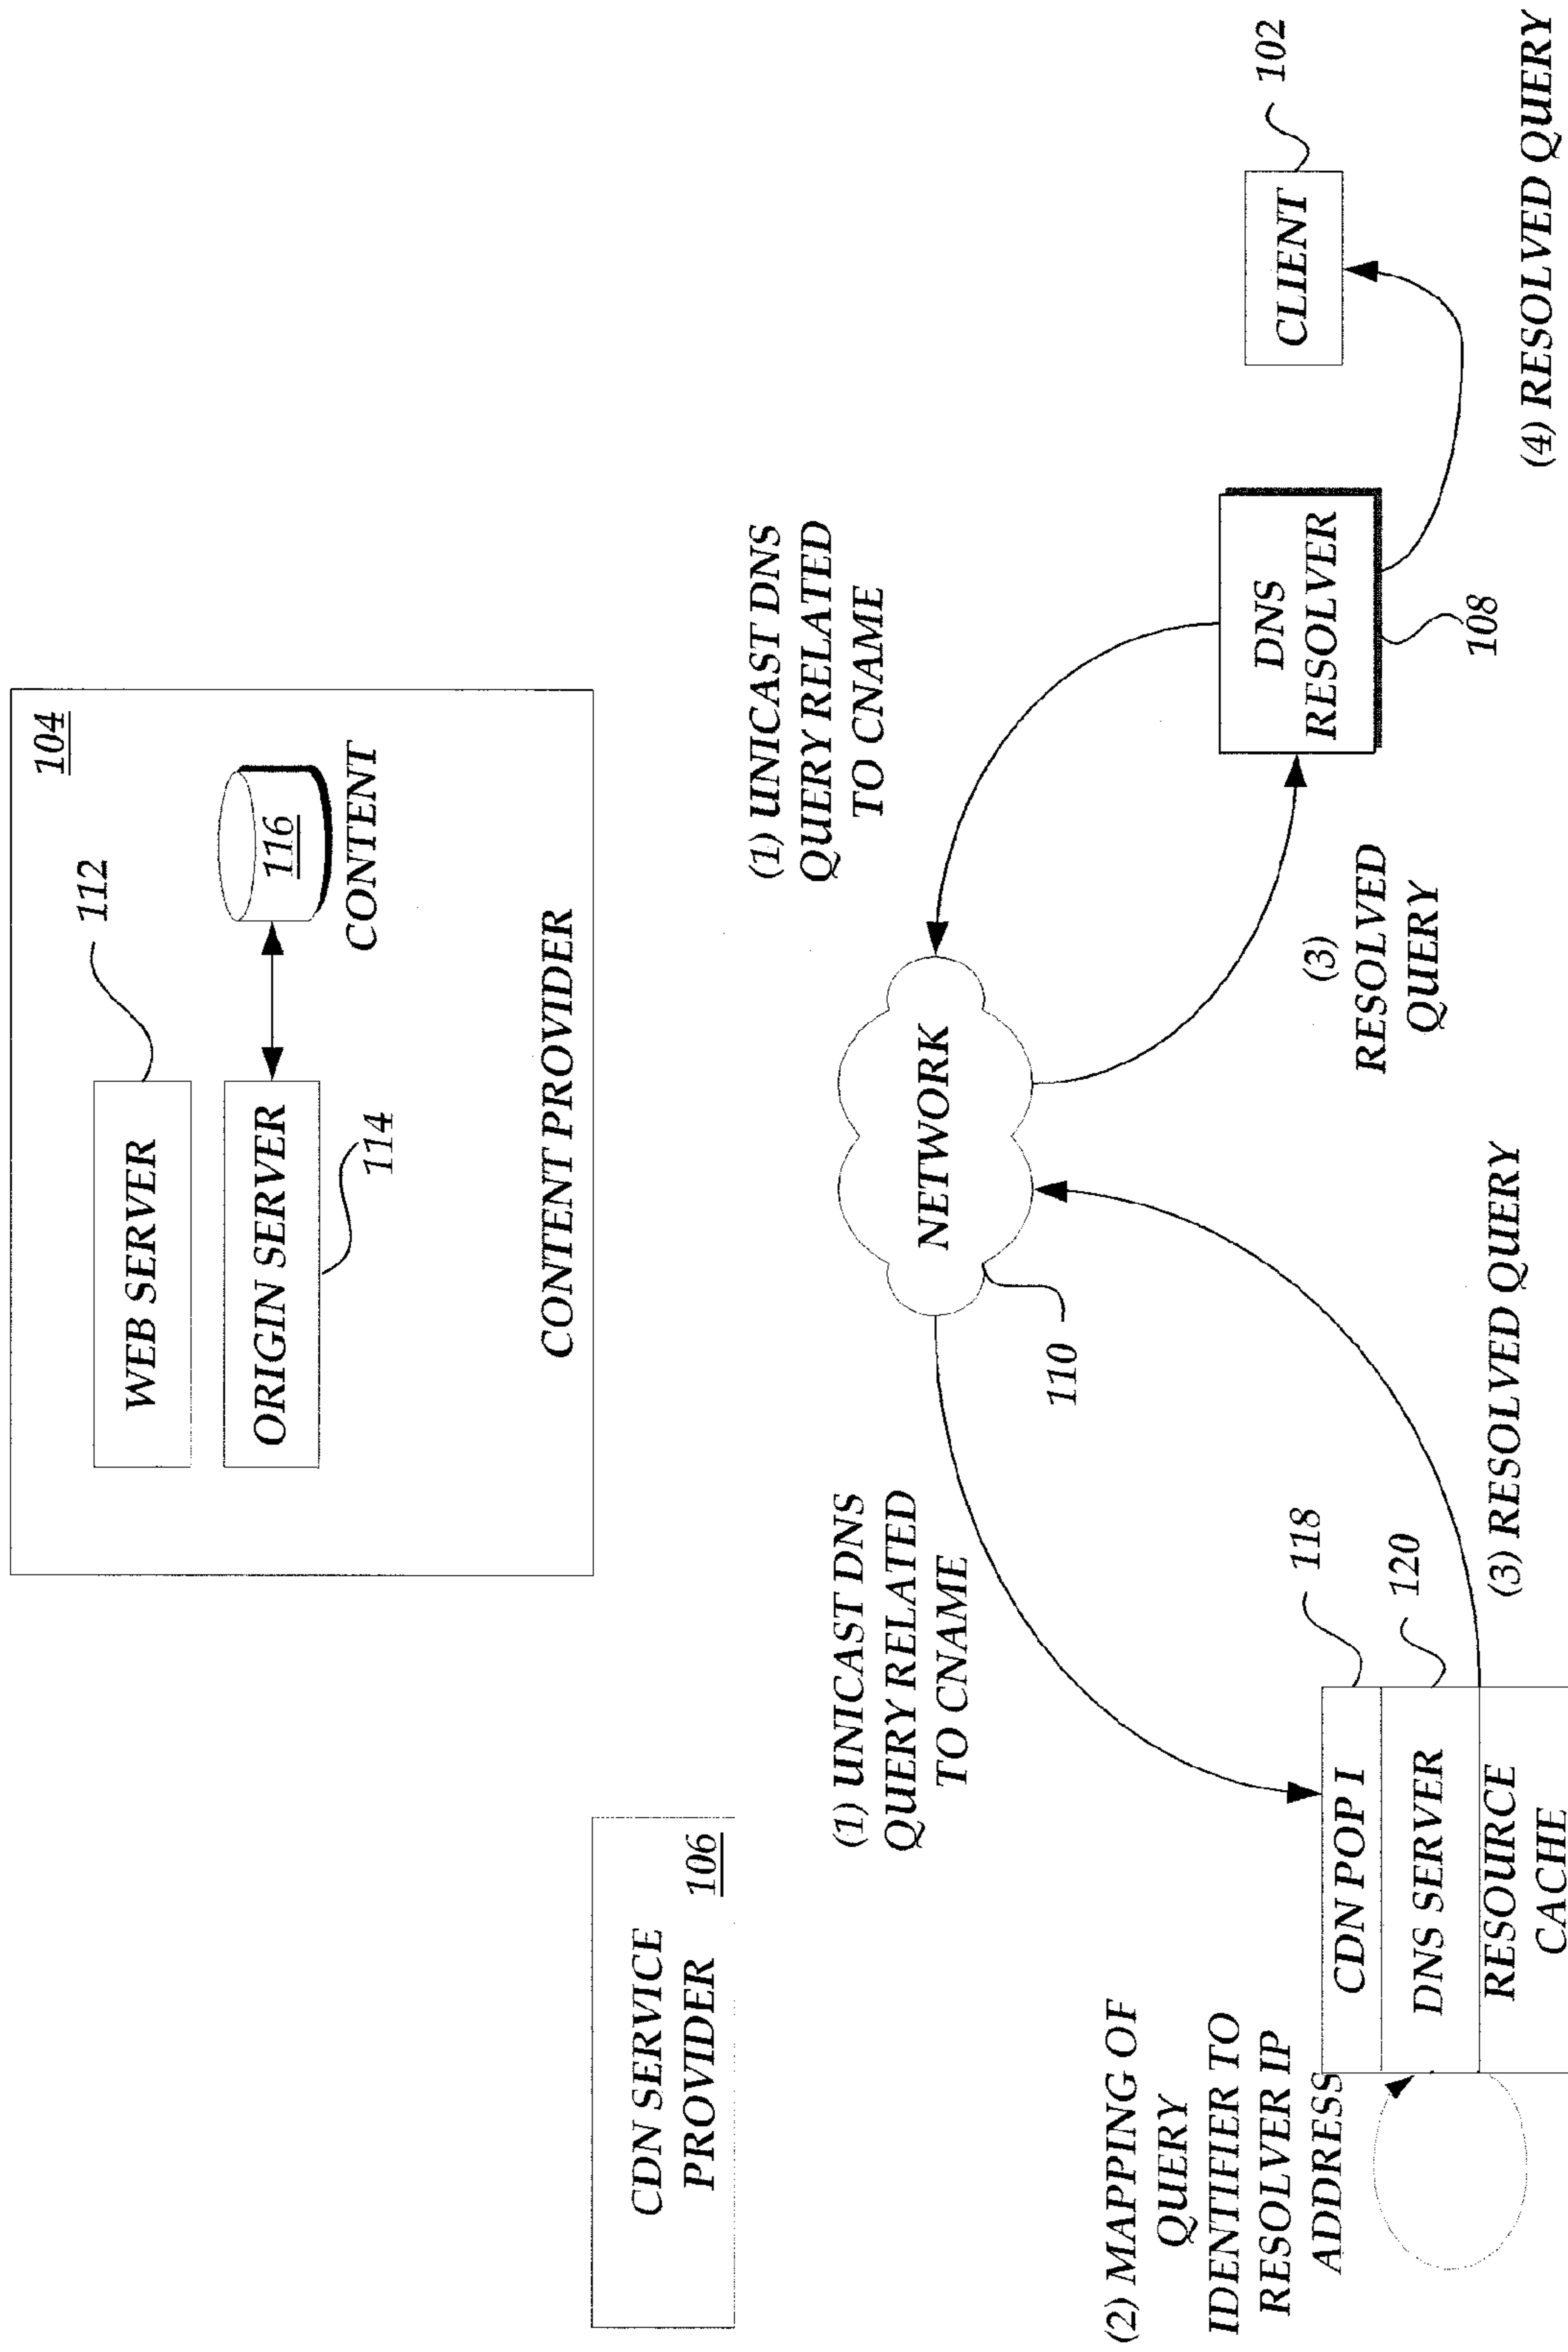 104
WEB SERVER
112
ORIGIN SERVER
114
116
CONTENT
CONTENT PROVIDER
CDN SERVICE
PROVIDER 106
(1) UNICAST DNS
QUERY RELATED
TO CNAME
(1) UNICAST DNS
QUERY RELATED
TO CNAME
NETWORK
110
(2) MAPPING OF
QUERY
IDENTIFIER TO
RESOLVER IP
ADDRESS
CDN POP I
118
DNS SERVER
120
RESOURCE
CACHE
(3) RESOLVED QUERY
(3)
RESOLVED
QUERY
DNS
RESOLVER
108
CLIENT
102
(4) RESOLVED QUERY